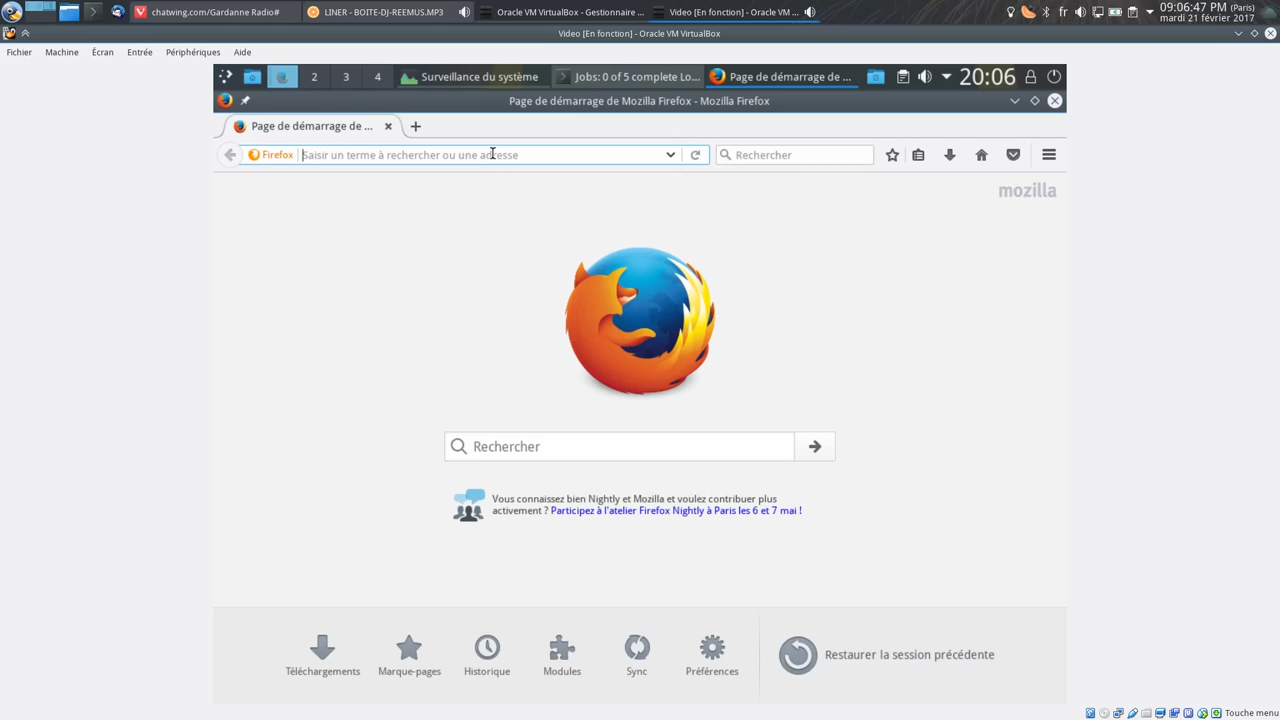 chatwing.com/Gardanne Radio#
LINER - BOITE-DJ-REEMUS.MP3
Oracle VM VirtualBox - Gestionnaire ...
Video [En fonction] - Oracle VM ...
fr
09:06:47 PM (Paris)
mardi 21 février 2017
Video [En fonction] - Oracle VM VirtualBox
Fichier Machine Écran Entrée Périphériques Aide
2 3 4 Surveillance du système Jobs: 0 of 5 complete Lo... Page de démarrage de ... 20:06
Page de démarrage de Mozilla Firefox - Mozilla Firefox
Page de démarrage de ...
Firefox Saisir un terme à rechercher ou une adresse Rechercher
mozilla
Rechercher
Vous connaissez bien Nightly et Mozilla et voulez contribuer plus
activement ? Participez à l'atelier Firefox Nightly à Paris les 6 et 7 mai !
Téléchargements Marque-pages Historique Modules Sync Préférences Restaurer la session précédente
Touche menu